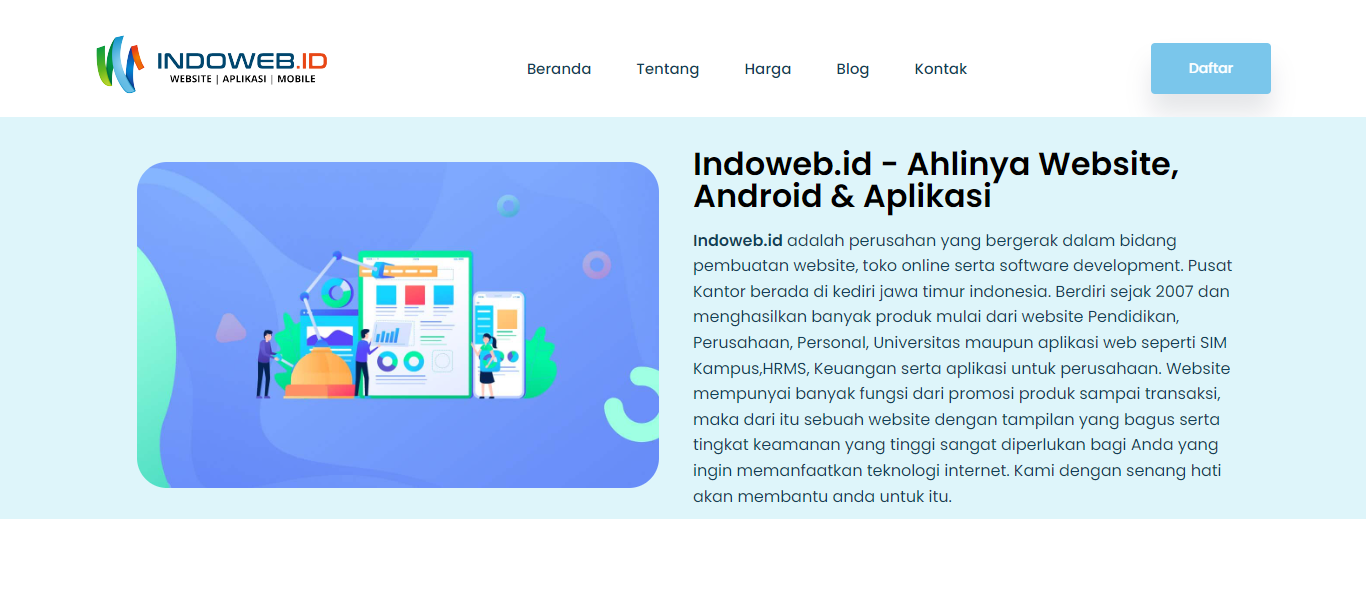 INDOWEB.ID
WEBSITE | APLIKASI | MOBILE
Beranda
Tentang
Harga
Blog
Kontak
Daftar
Indoweb.id - Ahlinya Website,
Android & Aplikasi
Indoweb.id adalah perusahan yang bergerak dalam bidang
pembuatan website, toko online serta software development. Pusat
Kantor berada di kediri jawa timur indonesia. Berdiri sejak 2007 dan
menghasilkan banyak produk mulai dari website Pendidikan,
Perusahaan, Personal, Universitas maupun aplikasi web seperti SIM
Kampus,HRMS, Keuangan serta aplikasi untuk perusahaan. Website
mempunyai banyak fungsi dari promosi produk sampai transaksi,
maka dari itu sebuah website dengan tampilan yang bagus serta
tingkat keamanan yang tinggi sangat diperlukan bagi Anda yang
ingin memanfaatkan teknologi internet. Kami dengan senang hati
akan membantu anda untuk itu.